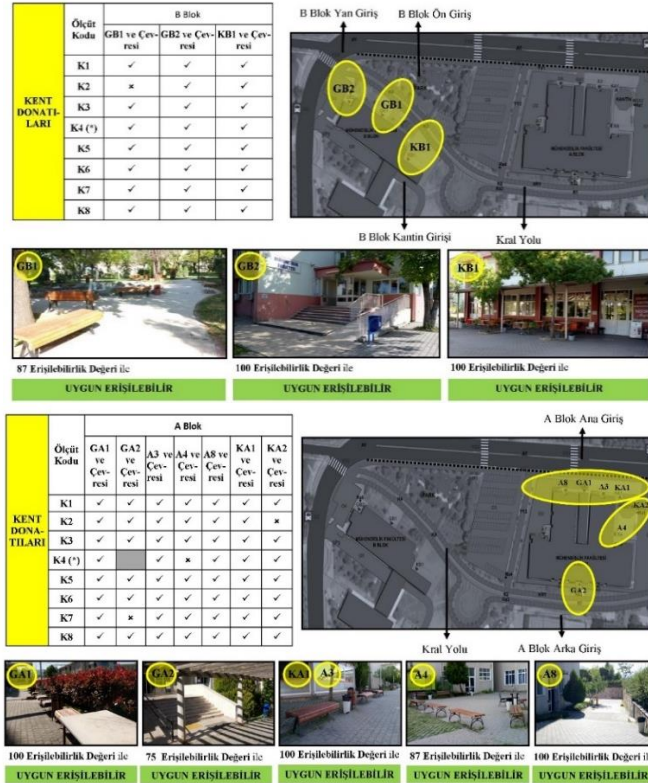 B Blok Yan Giriş B Blok Ön Giriş
KENT DONATI-LARI
Ölçüt Kodu B Blok
GB1 ve Çev-resi GB2 ve Çev-resi KB1 ve Çev-resi
K1 ✓ ✓ ✓
K2 × ✓ ✓
K3 ✓ ✓ ✓
K4 (*) ✓ ✓ ✓
K5 ✓ ✓ ✓
K6 ✓ ✓ ✓
K7 ✓ ✓ ✓
K8 ✓ ✓ ✓
GB2
GB1
KB1
B Blok Kantin Girişi Kral Yolu
GB1 GB2 KB1
87 Erişilebilirlik Değeri ile 100 Erişilebilirlik Değeri ile 100 Erişilebilirlik Değeri ile
UYGUN ERİŞİLEBİLİR UYGUN ERİŞİLEBİLİR UYGUN ERİŞİLEBİLİR
A Blok Ana Giriş
KENT DONA-TILARI
Ölçüt Kodu A Blok
GA1 ve Çev-resi GA2 ve Çev-resi A3 ve Çev-resi A4 ve Çev-resi A8 ve Çev-resi KA1 ve Çev-resi KA2 ve Çev-resi
K1 ✓ ✓ ✓ ✓ ✓ ✓ ✓
K2 ✓ ✓ ✓ ✓ ✓ ✓ ×
K3 ✓ ✓ ✓ ✓ ✓ ✓ ✓
K4 (*) ✓ ✓ × ✓ ✓ ✓
K5 ✓ ✓ ✓ ✓ ✓ ✓ ✓
K6 ✓ ✓ ✓ ✓ ✓ ✓ ✓
K7 ✓ × ✓ ✓ ✓ ✓ ✓
K8 ✓ ✓ ✓ ✓ ✓ ✓ ✓
A8 GA1 A3 KA1
KA2
A4
GA2
Kral Yolu A Blok Arka Giriş
GA1 GA2 KA1 A3 A4 A8
100 Erişilebilirlik Değeri ile 75 Erişilebilirlik Değeri ile 100 Erişilebilirlik Değeri ile 87 Erişilebilirlik Değeri ile 100 Erişilebilirlik Değeri ile
UYGUN ERİŞİLEBİLİR UYGUN ERİŞİLEBİLİR UYGUN ERİŞİLEBİLİR UYGUN ERİŞİLEBİLİR UYGUN ERİŞİLEBİLİR